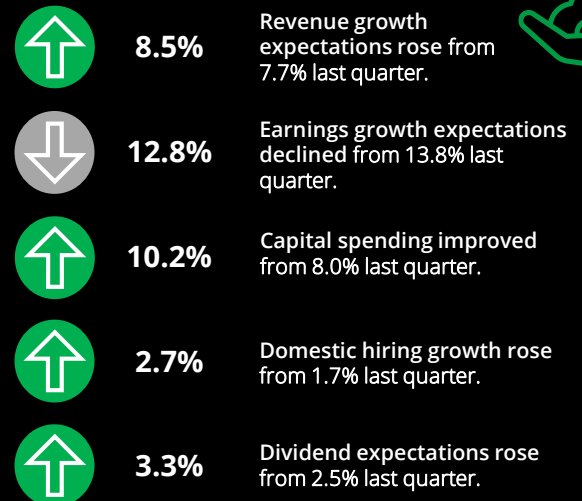 8.5%
Revenue growth
expectations rose from
7.7% last quarter.
12.8%
Earnings growth expectations
declined from 13.8% last
quarter.
10.2%
Capital spending improved
from 8.0% last quarter.
2.7%
Domestic hiring growth rose
from 1.7% last quarter.
3.3%
Dividend expectations rose
from 2.5% last quarter.